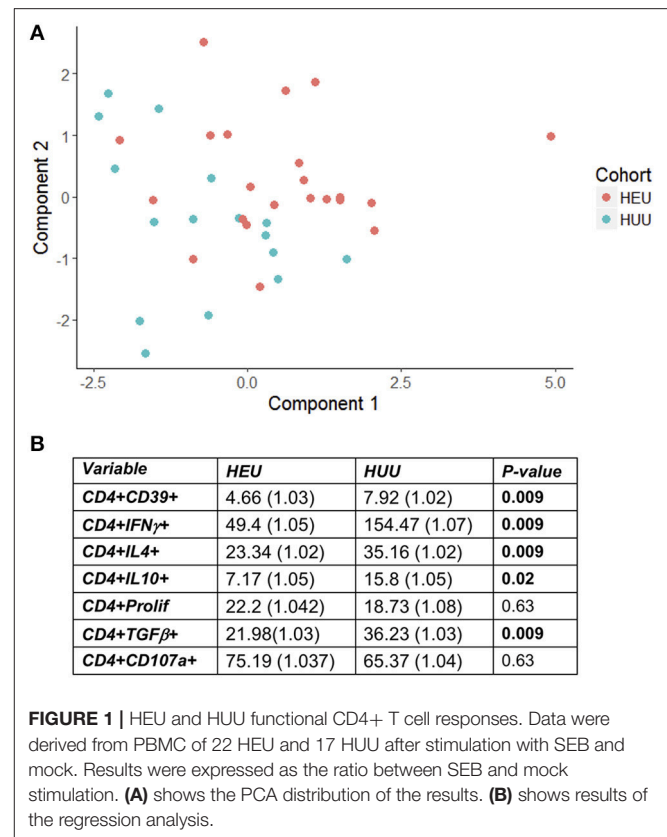 A
Component 2
2
1
0
-1
-2
-2.5 0.0 2.5 5.0
Component 1
Cohort
HEU
HUU
B
Variable HEU HUU P-value
CD4+CD39+ 4.66 (1.03) 7.92 (1.02) 0.009
CD4+IFNγ+ 49.4 (1.05) 154.47 (1.07) 0.009
CD4+IL4+ 23.34 (1.02) 35.16 (1.02) 0.009
CD4+IL10+ 7.17 (1.05) 15.8 (1.05) 0.02
CD4+Prolif 22.2 (1.042) 18.73 (1.08) 0.63
CD4+TGFβ+ 21.98(1.03) 36.23 (1.03) 0.009
CD4+CD107a+ 75.19 (1.037) 65.37 (1.04) 0.63
FIGURE 1 | HEU and HUU functional CD4+ T cell responses. Data were
derived from PBMC of 22 HEU and 17 HUU after stimulation with SEB and
mock. Results were expressed as the ratio between SEB and mock
stimulation. (A) shows the PCA distribution of the results. (B) shows results of
the regression analysis.